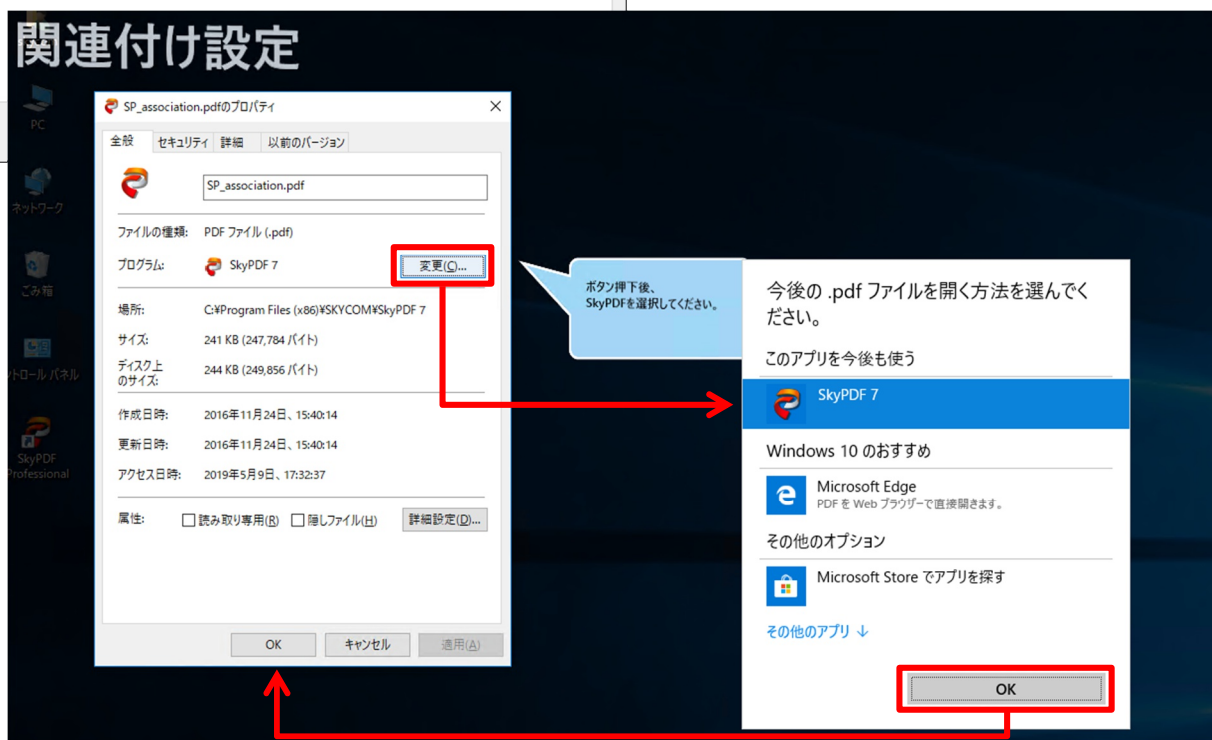 関連付け設定
PC
ネットワーク
ごみ箱
トロール パネル
SkyPDF
Professional
SP_association.pdfのプロパティ
全般 セキュリティ 詳細 以前のバージョン
SP_association.pdf
ファイルの種類: PDF ファイル (.pdf)
プログラム: SkyPDF 7 変更(C)...
場所: C:¥Program Files (x86)¥SKYCOM¥SkyPDF 7
サイズ: 241 KB (247,784 バイト)
ディスク上
のサイズ: 244 KB (249,856 バイト)
作成日時: 2016年11月24日、15:40:14
更新日時: 2016年11月24日、15:40:14
アクセス日時: 2019年5月9日、17:32:37
属性: 読み取り専用(R) 隠しファイル(H) 詳細設定(D)...
OK キャンセル 適用(A)
ボタン押下後、
SkyPDFを選択してください。
今後の .pdf ファイルを開く方法を選んでく
ださい。
このアプリを今後も使う
SkyPDF 7
Windows 10 のおすすめ
Microsoft Edge
PDF を Web ブラウザーで直接開きます。
その他のオプション
Microsoft Store でアプリを探す
その他のアプリ ↓
OK